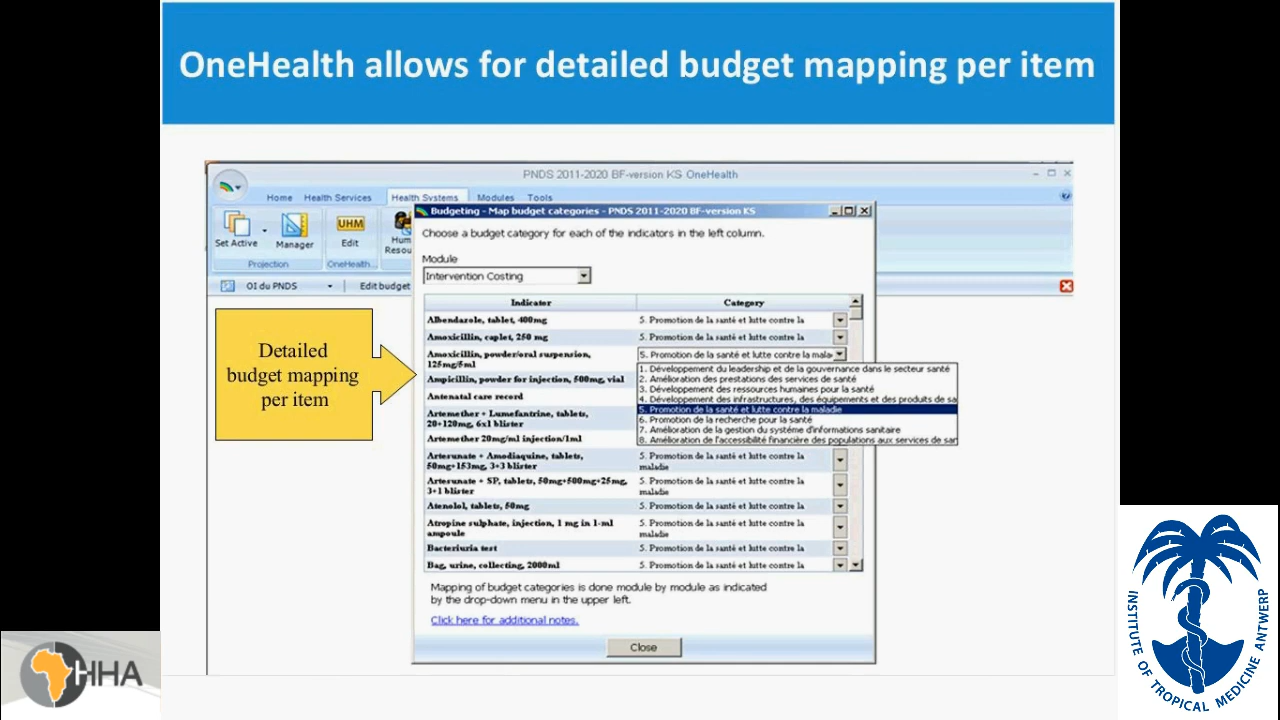 OneHealth allows for detailed budget mapping per item
PNDS 2011-2020 BF-version KS OneHealth
Home Health Services Health Systems Modules Tools
Set Active
Manager
UHM
Edit
Hum
Resou
Projection
OneHealth...
OI du PNDS
Edit budget
Detailed
budget mapping
per item
Budgeting - Map budget categories - PNDS 2011-2020 BF-version KS
Choose a budget category for each of the indicators in the left column.
Module
Intervention Costing
Indicator Category
Albendazole, tablet, 400mg 5. Promotion de la santé et lutte contre la
Amoxicillin, caplet, 250 mg 5. Promotion de la santé et lutte contre la
Amoxicillin, powder/oral suspension,
125mg/5ml
5. Promotion de la santé et lutte contre la mala
Ampicillin, powder for injection, 500mg, vial
Antenatal care record
Artemether + Lumefantrine, tablets,
20+120mg, 6x1 blister
Artemether 20mg/ml injection/1ml
1. Développement du leadership et de la gouvernance dans le secteur santé
2. Amélioration des prestations des services de santé
3. Développement des ressources humaines pour la santé
4. Développement des infrastructures, des équipements et des produits de sa
5. Promotion de la santé et lutte contre la maladie
6. Promotion de la recherche pour la santé
7. Amélioration de la gestion du système d'informations sanitaire
8. Amélioration de l'accessibilité financière des populations aux services de san
Artesunate + Amodiaquine, tablets,
50mg+153mg, 3+3 blister
5. Promotion de la santé et lutte contre la
maladie
Artesunate + SP, tablets, 50mg+500mg+25mg,
3+1 blister
5. Promotion de la santé et lutte contre la
maladie
Atenolol, tablets, 50mg 5. Promotion de la santé et lutte contre la
Atropine sulphate, injection, 1 mg in 1-ml
ampoule
5. Promotion de la santé et lutte contre la
maladie
Bacteriuria test 5. Promotion de la santé et lutte contre la
Bag, urine, collecting, 2000ml 5. Promotion de la santé et lutte contre la
Mapping of budget categories is done module by module as indicated
by the drop-down menu in the upper left.
Click here for additional notes.
Close
HHA
INSTITUTE OF TROPICAL MEDICINE ANTWERP